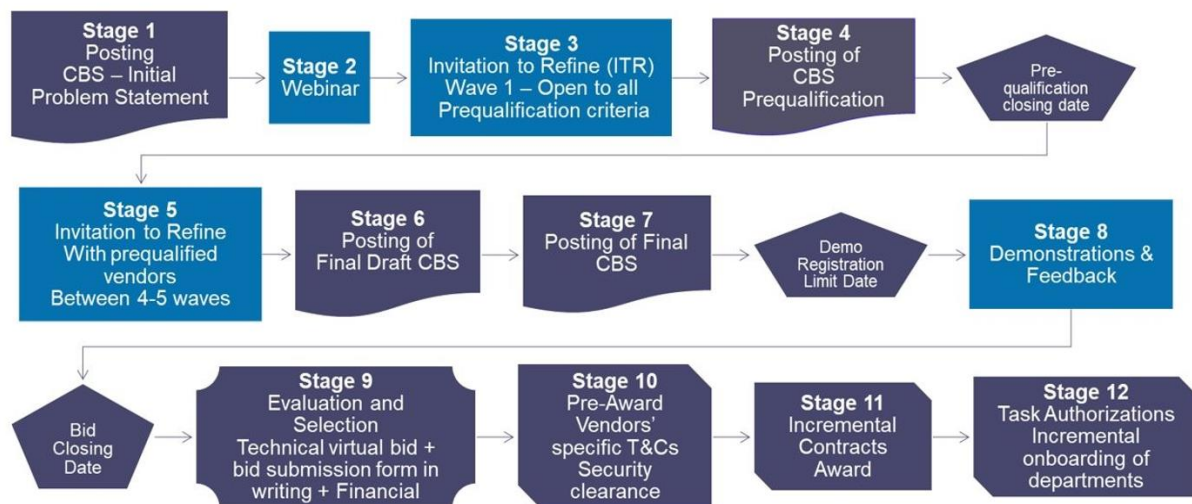 Stage 1
Posting
CBS – Initial
Problem Statement
Stage 2
Webinar
Stage 3
Invitation to Refine (ITR)
Wave 1 – Open to all
Prequalification criteria
Stage 4
Posting of
CBS
Prequalification
Pre-
qualification
closing date
Stage 5
Invitation to Refine
With prequalified
vendors
Between 4-5 waves
Stage 6
Posting of
Final Draft CBS
Stage 7
Posting of Final
CBS
Demo
Registration
Limit Date
Stage 8
Demonstrations &
Feedback
Bid
Closing
Date
Stage 9
Evaluation and
Selection
Technical virtual bid +
bid submission form in
writing + Financial
Stage 10
Pre-Award
Vendors’
specific T&Cs
Security
clearance
Stage 11
Incremental
Contracts
Award
Stage 12
Task Authorizations
Incremental
onboarding of
departments